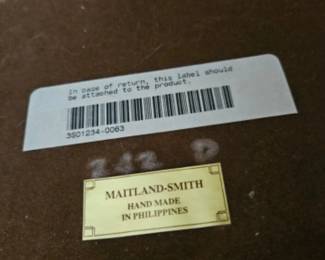 In case of return, this label should
be attached to the product.
3S01234-0063
232 D
MAITLAND-SMITH
HAND MADE
IN PHILIPPINES